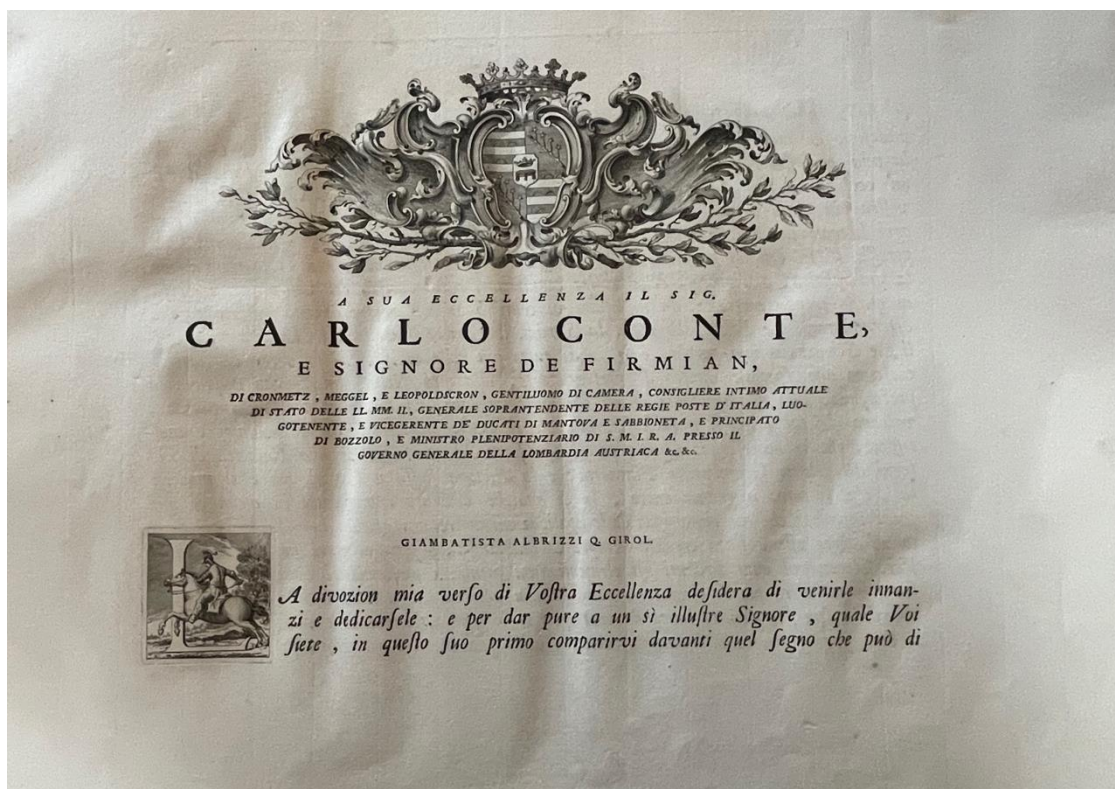 A SUA ECCELLENZA IL SIG.
CARLO CONTE,
E SIGNORE DE FIRMIAN,
DI CRONMETZ , MEGGEL , E LEOPOLDSCRON , GENTILUOMO DI CAMERA , CONSIGLIERE INTIMO ATTUALE
DI STATO DELLE LL MM. II, GENERALE SOPRANTENDENTE DELLE REGIE POSTE D' ITALIA, LUO-
GOTENENTE , E VICEGERENTE DE' DUCATI DI MANTOVA E SABBIONETA , E PRINCIPATO
DI BOZZOLO , E MINISTRO PLENIPOTENZIARIO DI S. M. I. R. A. PRESSO IL
GOVERNO GENERALE DELLA LOMBARDIA AUSTRIACA &c. &c.
GIAMBATISTA ALBRIZZI Q. GIROL.
LA divozion mia verſo di Voſtra Eccellenza deſidera di venirle innan-
zi e dedicarſele : e per dar pure a un sì illuſtre Signore , quale Voi
ſiete , in queſto ſuo primo comparirvi davanti quel ſegno che può di